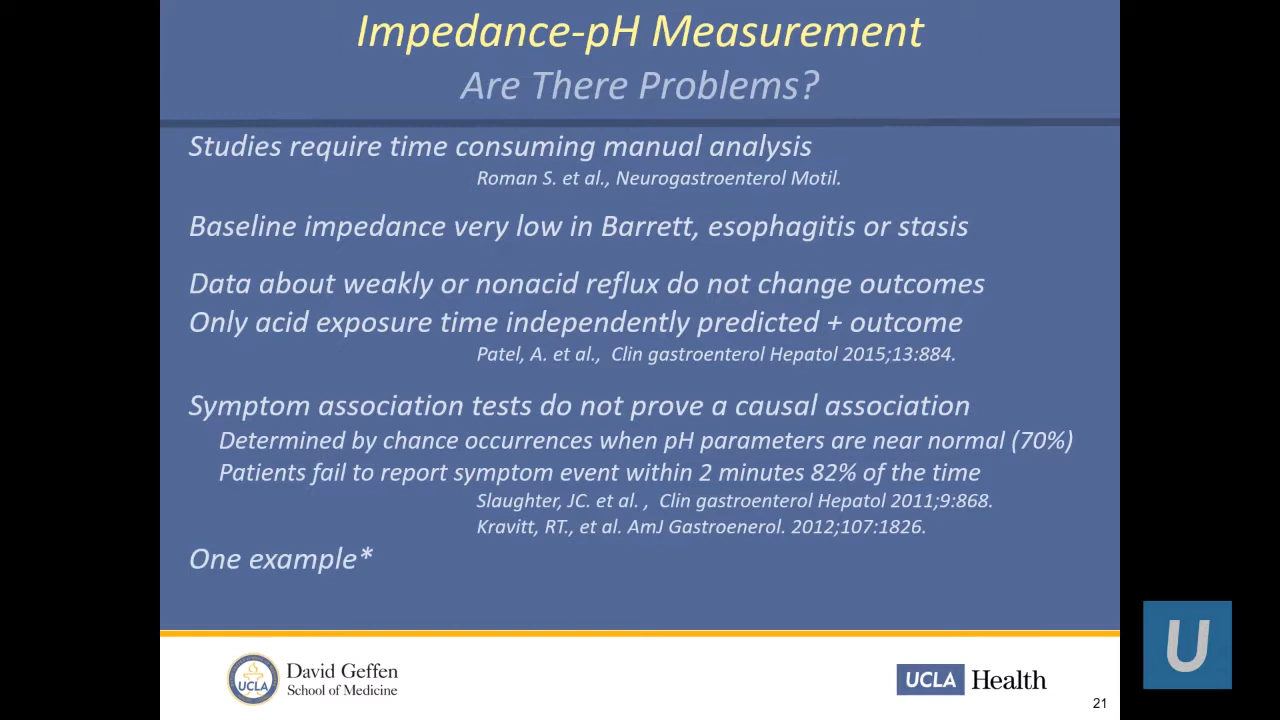 Impedance-pH Measurement
Are There Problems?
Studies require time consuming manual analysis
Roman S. et al., Neurogastroenterol Motil.
Baseline impedance very low in Barrett, esophagitis or stasis
Data about weakly or nonacid reflux do not change outcomes
Only acid exposure time independently predicted + outcome
Patel, A. et al., Clin gastroenterol Hepatol 2015;13:884.
Symptom association tests do not prove a causal association
Determined by chance occurrences when pH parameters are near normal (70%)
Patients fail to report symptom event within 2 minutes 82% of the time
Slaughter, JC. et al. , Clin gastroenterol Hepatol 2011;9:868.
Kravitt, RT., et al. AmJ Gastroenerol. 2012;107:1826.
One example*
UCLA
David Geffen
School of Medicine
UCLA Health
21
U